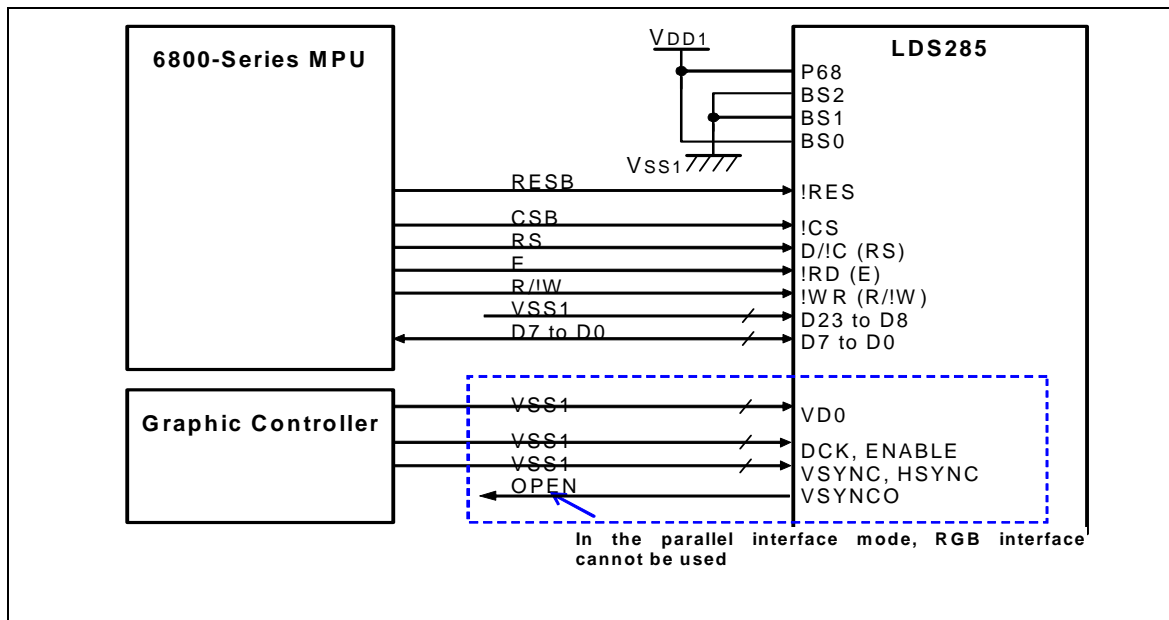 6800-Series MPU
VDD1
LDS285
P68
BS2
BS1
BS0
VSS1
RESB
!RES
CSB
!CS
RS
D/!C (RS)
E
!RD (E)
R/!W
!WR (R/!W)
VSS1
D23 to D8
D7 to D0
D7 to D0
Graphic Controller
VSS1
VD0
VSS1
DCK, ENABLE
VSS1
VSYNC, HSYNC
OPEN
VSYNCO
In the parallel interface mode, RGB interface
cannot be used